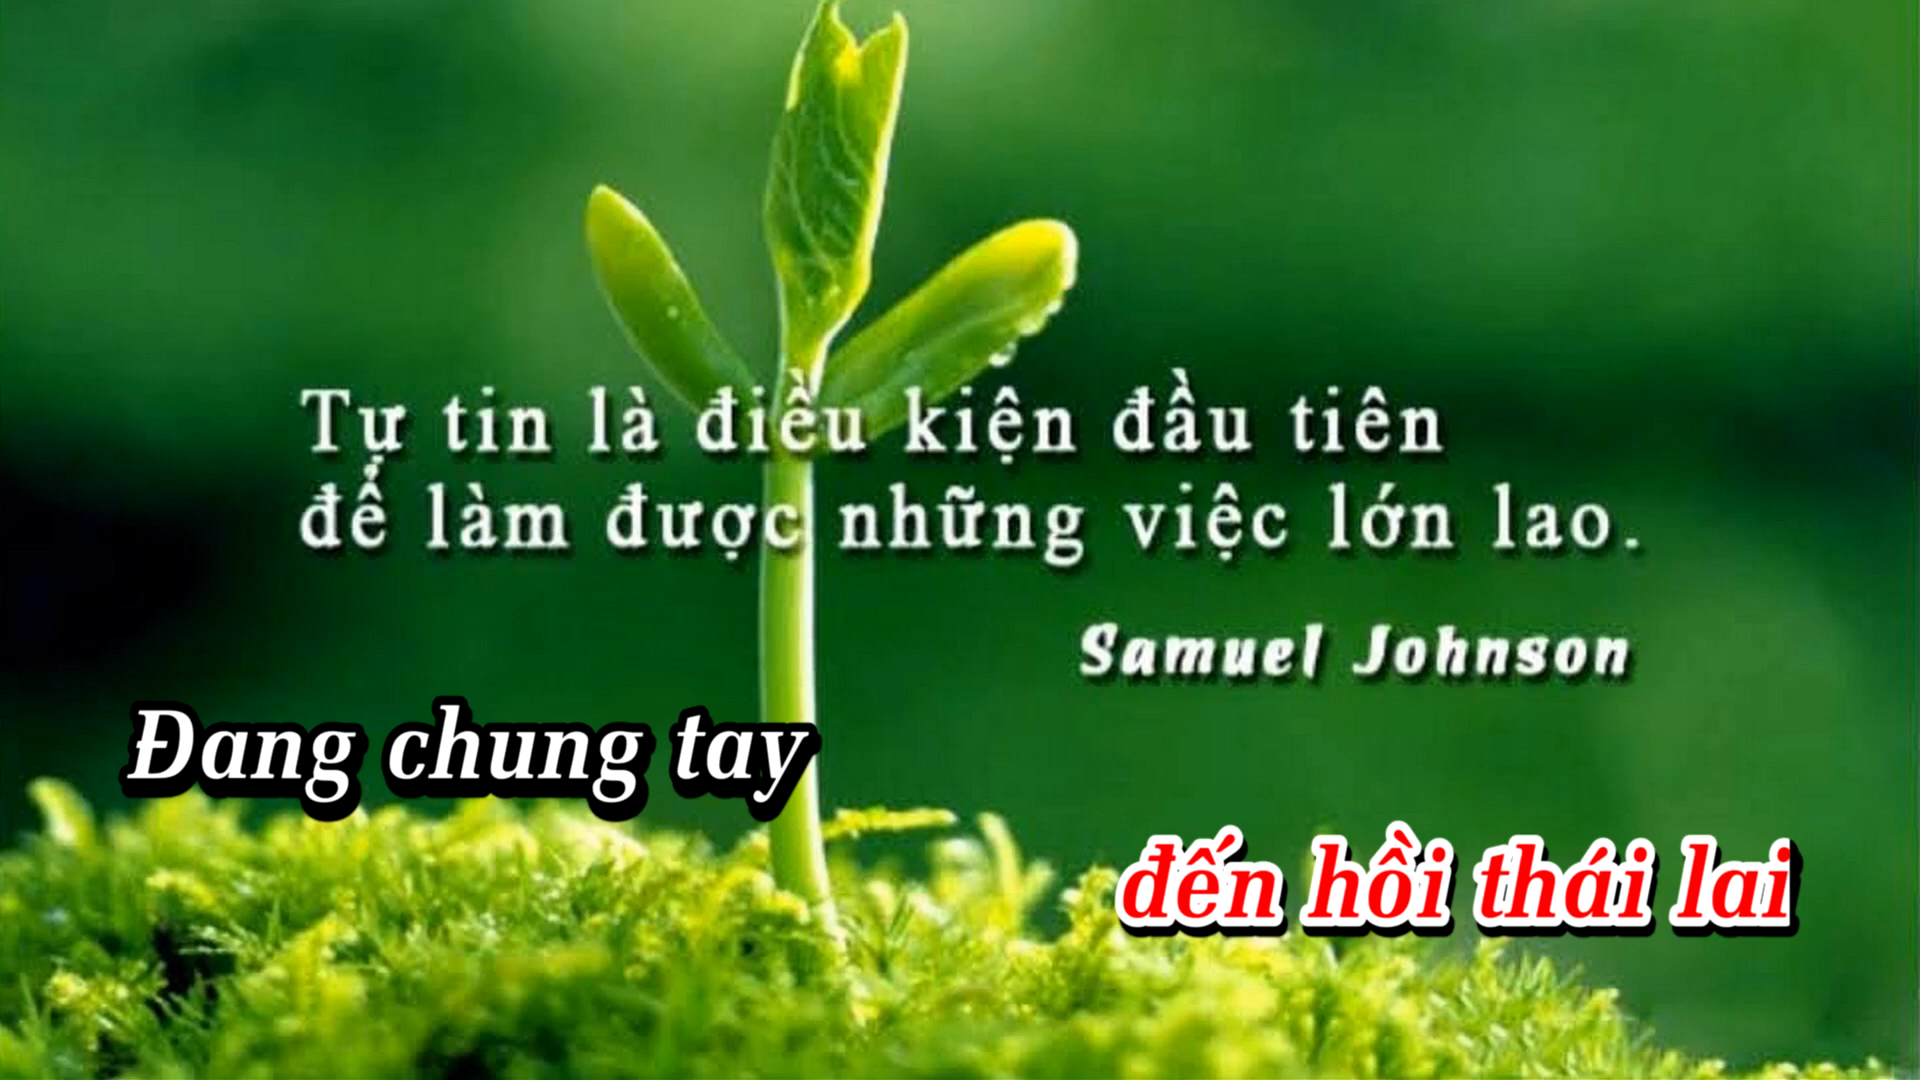 Tự tin là điều kiện đầu tiên
để làm được những việc lớn lao.
Samuel Johnson
Đang chung tay
đến hồi thái lai